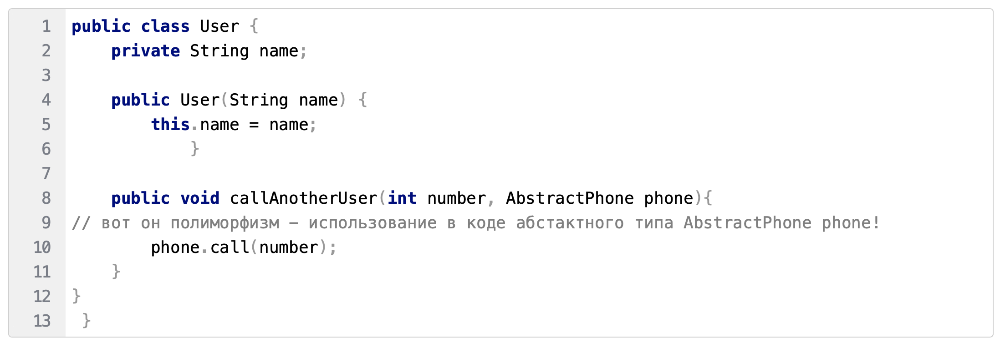 1 public class User {
2     private String name;
3
4     public User(String name) {
5         this.name = name;
6             }
7
8     public void callAnotherUser(int number, AbstractPhone phone){
9 // вот он полиморфизм – использование в коде абстактного типа AbstractPhone phone!
10         phone.call(number);
11     }
12 }
13  }